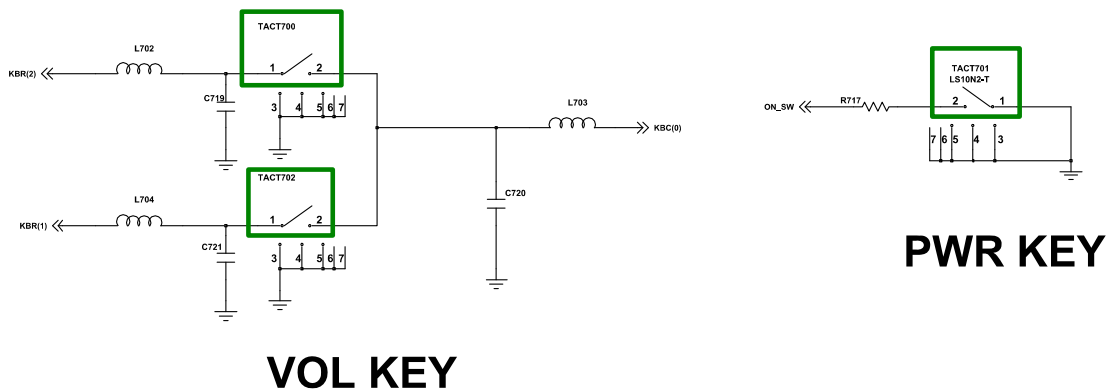 TACT700
L702
KBR(2)
1 2
C719
3 4 5 6 7
L703
KBC(0)
TACT702
L704
KBR(1)
1 2
C721
3 4 5 6 7
C720
VOL KEY
TACT701
LS10N2-T
ON_SW
R717
2 1
7 6 5 4 3
PWR KEY